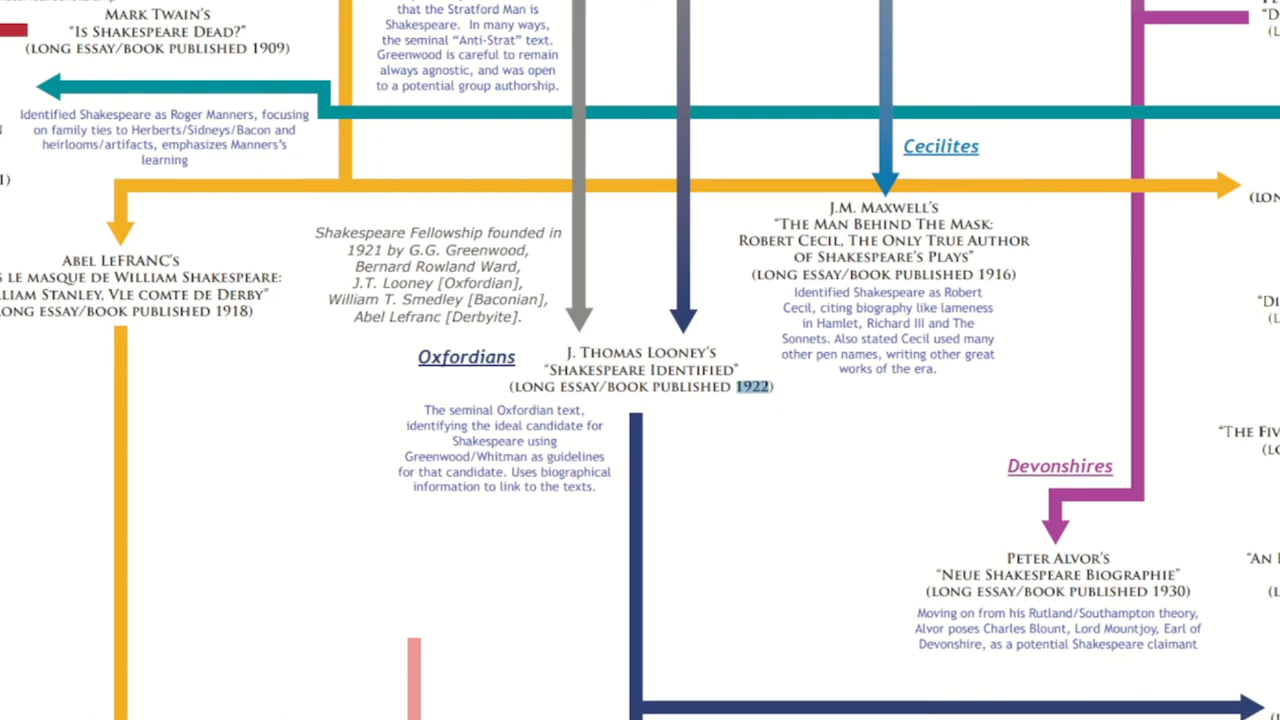 MARK TWAIN'S
"IS SHAKESPEARE DEAD?"
(LONG ESSAY/BOOK PUBLISHED 1909)
that the Stratford Man is
Shakespeare. In many ways,
the seminal "Anti-Strat" text.
Greenwood is careful to remain
always agnostic, and was open
to a potential group authorship.
Identified Shakespeare as Roger Manners, focusing
on family ties to Herberts/Sidneys/Bacon and
heirlooms/artifacts, emphasizes Manners's
learning
1)
Cecilites
J.M. MAXWELL'S
"THE MAN BEHIND THE MASK:
ROBERT CECIL, THE ONLY TRUE AUTHOR
OF SHAKESPEARE'S PLAYS"
(LONG ESSAY/BOOK PUBLISHED 1916)
Identified Shakespeare as Robert
Cecil, citing biography like lameness
in Hamlet, Richard III and The
Sonnets. Also stated Cecil used many
other pen names, writing other great
works of the era.
ABEL LEFRANC'S
LE MASQUE DE WILLIAM SHAKESPEARE:
LLIAM STANLEY, VLE COMTE DE DERBY"
ONG ESSAY/BOOK PUBLISHED 1918)
Shakespeare Fellowship founded in
1921 by G.G. Greenwood,
Bernard Rowland Ward,
J.T. Looney [Oxfordian],
William T. Smedley [Baconian],
Abel Lefranc [Derbyite].
Oxfordians
J. THOMAS LOONEY'S
"SHAKESPEARE IDENTIFIED"
(LONG ESSAY/BOOK PUBLISHED 1922)
The seminal Oxfordian text,
identifying the ideal candidate for
Shakespeare using
Greenwood/Whitman as guidelines
for that candidate. Uses biographical
information to link to the texts.
Devonshires
PETER ALVOR'S
"NEUE SHAKESPEARE BIOGRAPHIE"
(LONG ESSAY/BOOK PUBLISHED 1930)
Moving on from his Rutland/Southampton theory,
Alvor poses Charles Blount, Lord Mountjoy, Earl of
Devonshire, as a potential Shakespeare claimant
(LON
"DI
(L
"THE FIV
(LO
"AN
(L